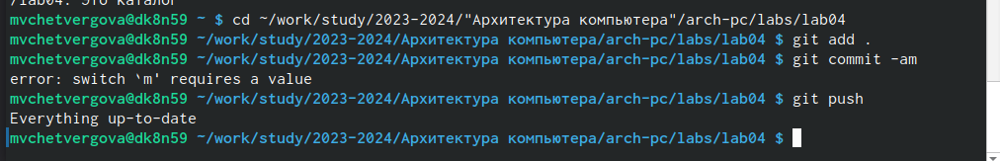 /lab04: Это каталог
mvchetvergova@dk8n59 ~ $ cd ~/work/study/2023-2024/"Архитектура компьютера"/arch-pc/labs/lab04
mvchetvergova@dk8n59 ~/work/study/2023-2024/Архитектура компьютера/arch-pc/labs/lab04 $ git add .
mvchetvergova@dk8n59 ~/work/study/2023-2024/Архитектура компьютера/arch-pc/labs/lab04 $ git commit -am
error: switch `m' requires a value
mvchetvergova@dk8n59 ~/work/study/2023-2024/Архитектура компьютера/arch-pc/labs/lab04 $ git push
Everything up-to-date
mvchetvergova@dk8n59 ~/work/study/2023-2024/Архитектура компьютера/arch-pc/labs/lab04 $